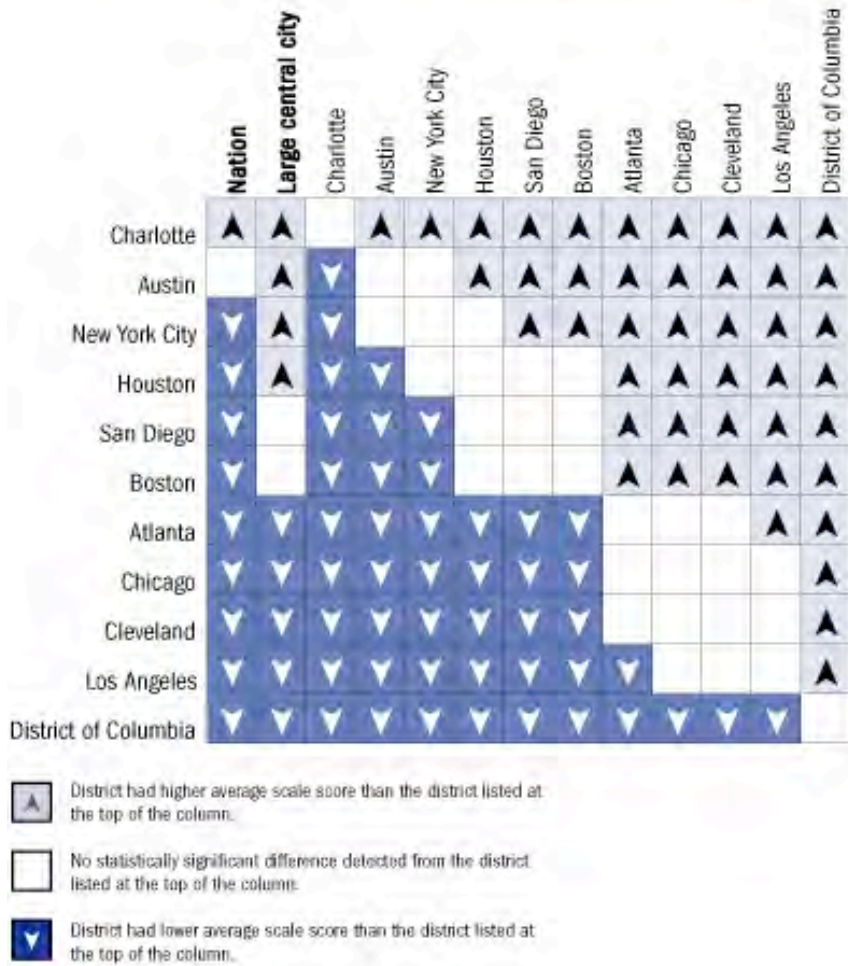 Nation
Large central city
Charlotte
Austin
New York City
Houston
San Diego
Boston
Atlanta
Chicago
Cleveland
Los Angeles
District of Columbia
Charlotte
Austin
New York City
Houston
San Diego
Boston
Atlanta
Chicago
Cleveland
Los Angeles
District of Columbia
District had higher average scale score than the district listed at
the top of the column.
No statistically significant difference detected from the district
listed at the top of the column.
District had lower average scale score than the district listed at
the top of the column.